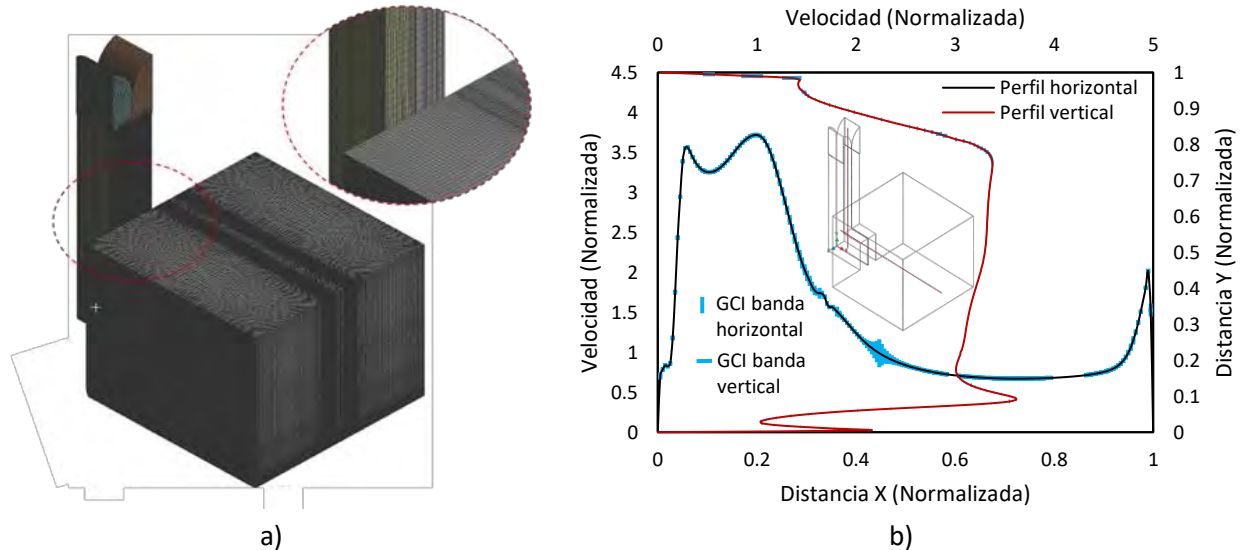 Velocidad (Normalizada)
0 1 2 3 4 5
4.5
4
3.5
3
2.5
2
1.5
1
0.5
0
Velocidad (Normalizada)
Perfil horizontal
Perfil vertical
GCI banda
horizontal
GCI banda
vertical
1
0.9
0.8
0.7
0.6
0.5
0.4
0.3
0.2
0.1
0
Distancia Y (Normalizada)
0 0.2 0.4 0.6 0.8 1
Distancia X (Normalizada)
a)
b)